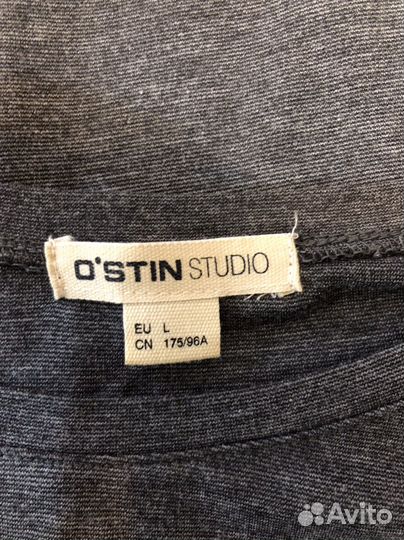 O'STIN STUDIO
EU L
CN 175/96A
Avito